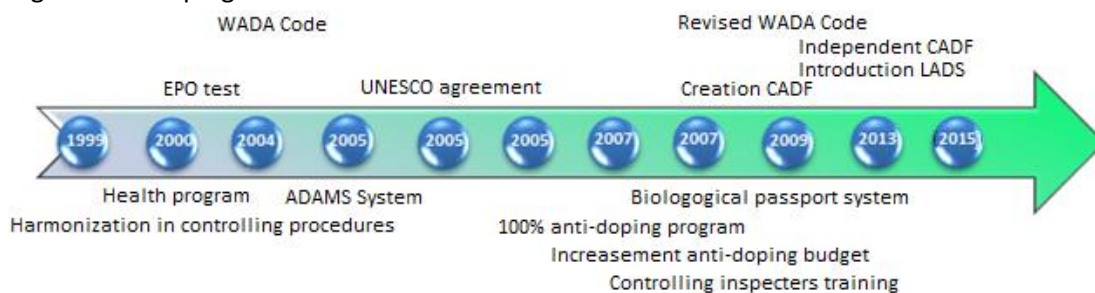 WADA Code
Revised WADA Code
Independent CADF
Introduction LADS
EPO test
UNESCO agreement
Creation CADF
1999 2000 2004 2005 2005 2005 2007 2007 2009 2013 2015
Health program
ADAMS System
Biologogical passport system
Harmonization in controlling procedures
100% anti-doping program
Increasement anti-doping budget
Controlling inspecters training